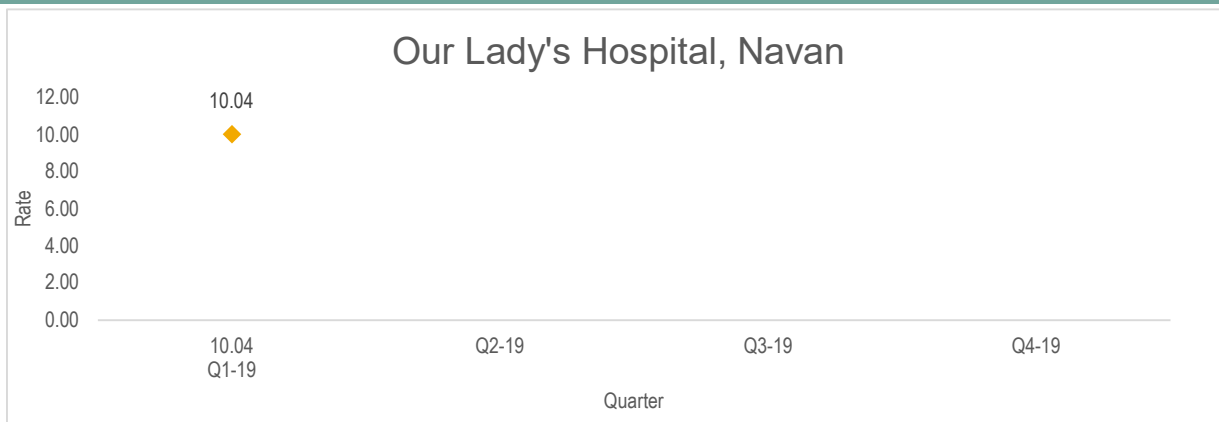 Our Lady's Hospital, Navan
12.00
10.04
10.00
8.00
6.00
Rate
4.00
2.00
0.00
10.04 Q2-19 Q3-19 Q4-19
Q1-19
Quarter